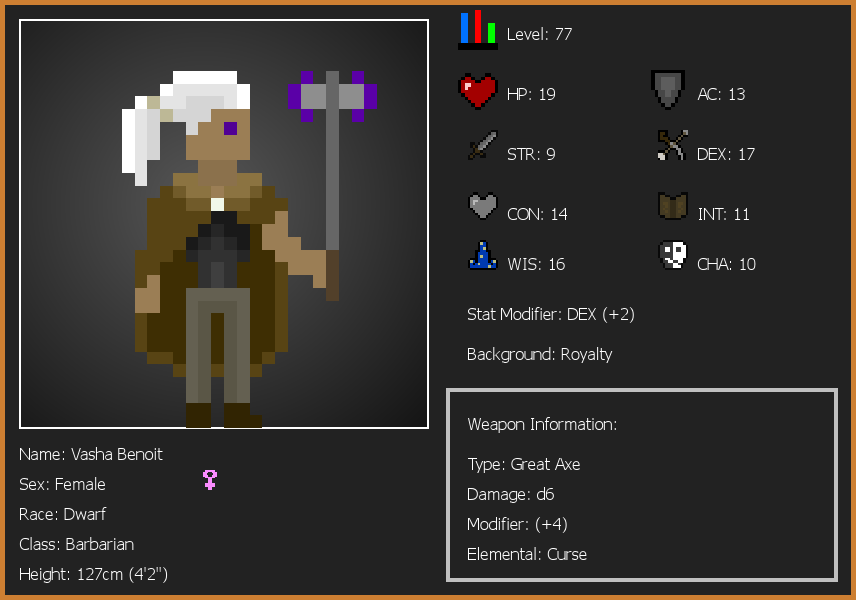 Level: 77
HP: 19
AC: 13
STR: 9
DEX: 17
CON: 14
INT: 11
WIS: 16
CHA: 10
Stat Modifier: DEX (+2)
Background: Royalty
Weapon Information:
Type: Great Axe
Damage: d6
Modifier: (+4)
Elemental: Curse
Name: Vasha Benoit
Sex: Female
Race: Dwarf
Class: Barbarian
Height: 127cm (4'2")